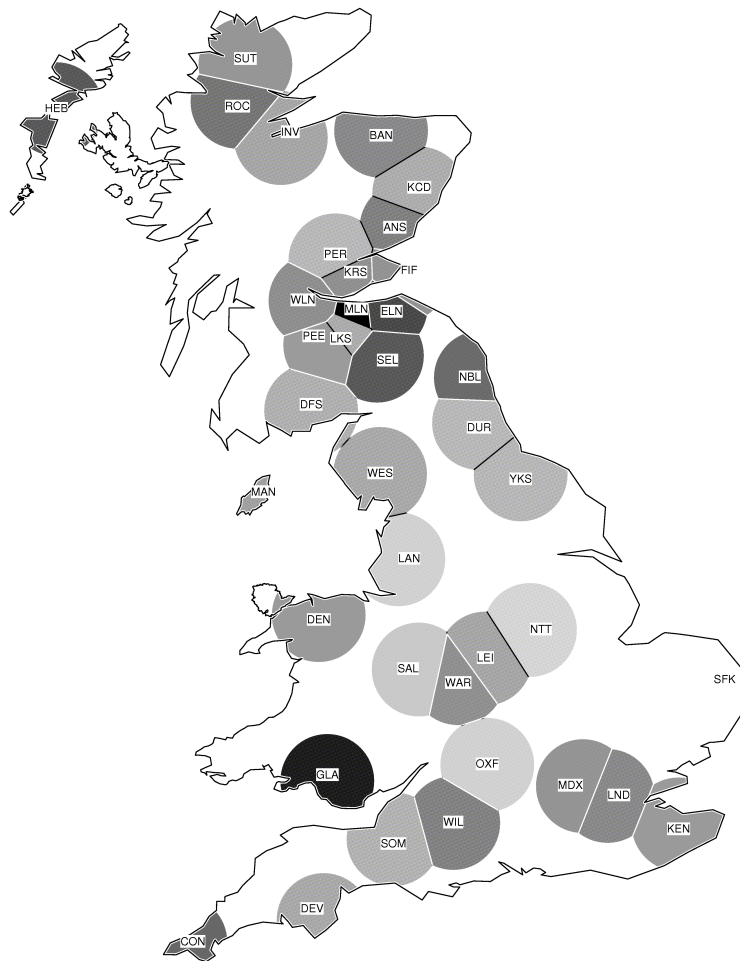 SUT
ROC
HEB
INV
BAN
KCD
ANS
PER
KRS
FIF
WLN
MLN
ELN
PEE
LKS
SEL
NBL
DFS
DUR
WES
YKS
MAN
LAN
DEN
NTT
LEI
SAL
WAR
SFK
OXF
GLA
MDX
LND
WIL
KEN
SOM
DEV
CON